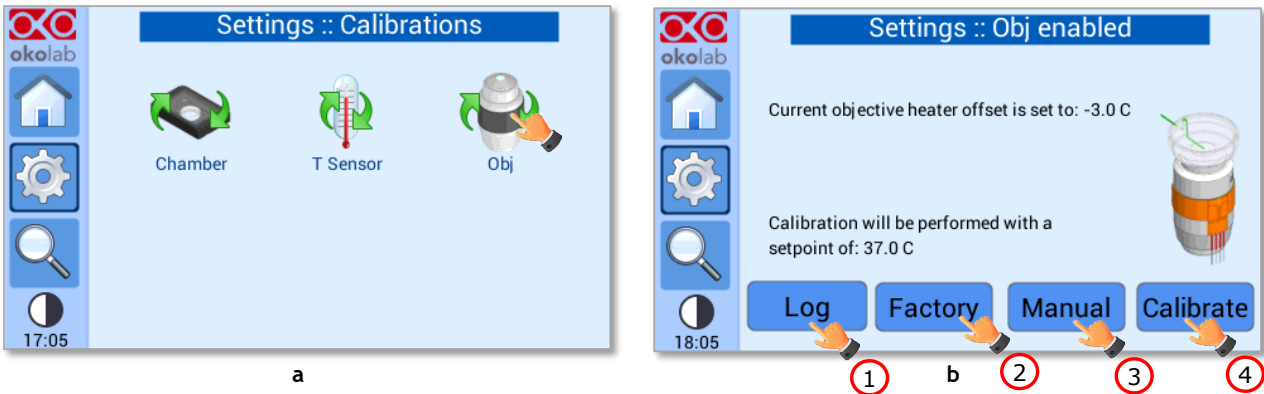 okolab
Settings :: Calibrations
Chamber
T Sensor
Obj
17:05
a
okolab
Settings :: Obj enabled
Current objective heater offset is set to: -3.0 C
Calibration will be performed with a
setpoint of: 37.0 C
Log
Factory
Manual
Calibrate
18:05
1
b
2
3
4